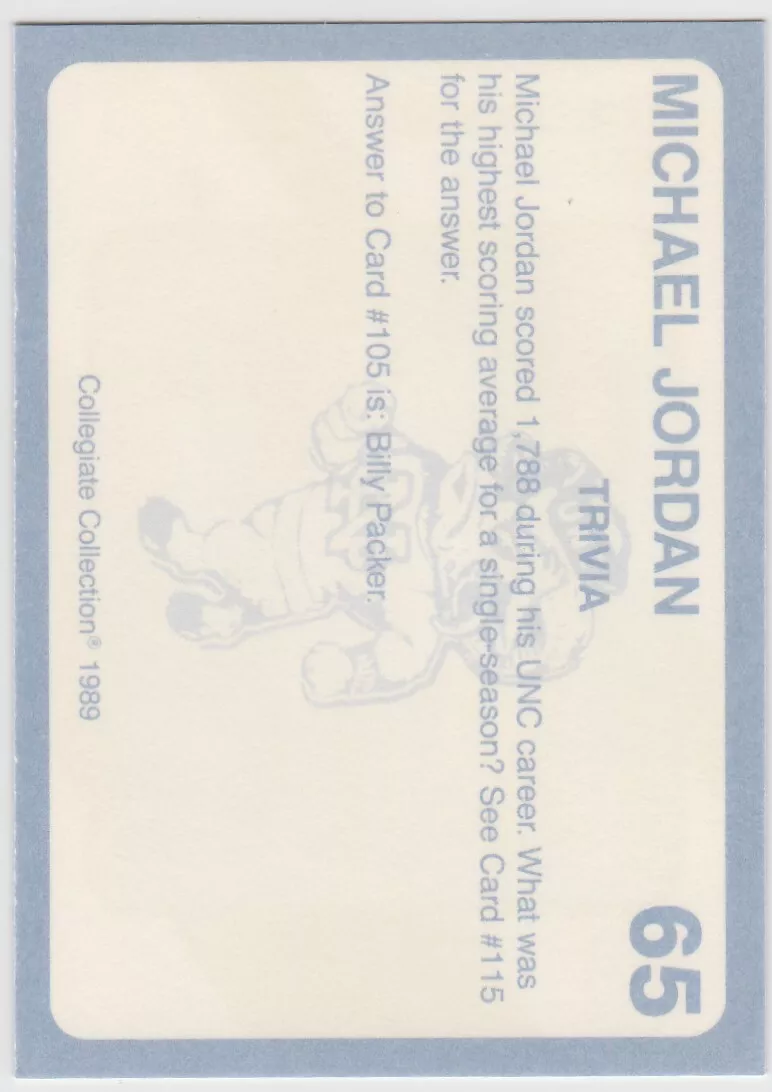 MICHAEL JORDAN 65
TRIVIA
Michael Jordan scored 1,788 during his UNC career. What was
his highest scoring average for a single-season? See Card #115
for the answer.
Answer to Card #105 is: Billy Packer.
Collegiate Collection® 1989